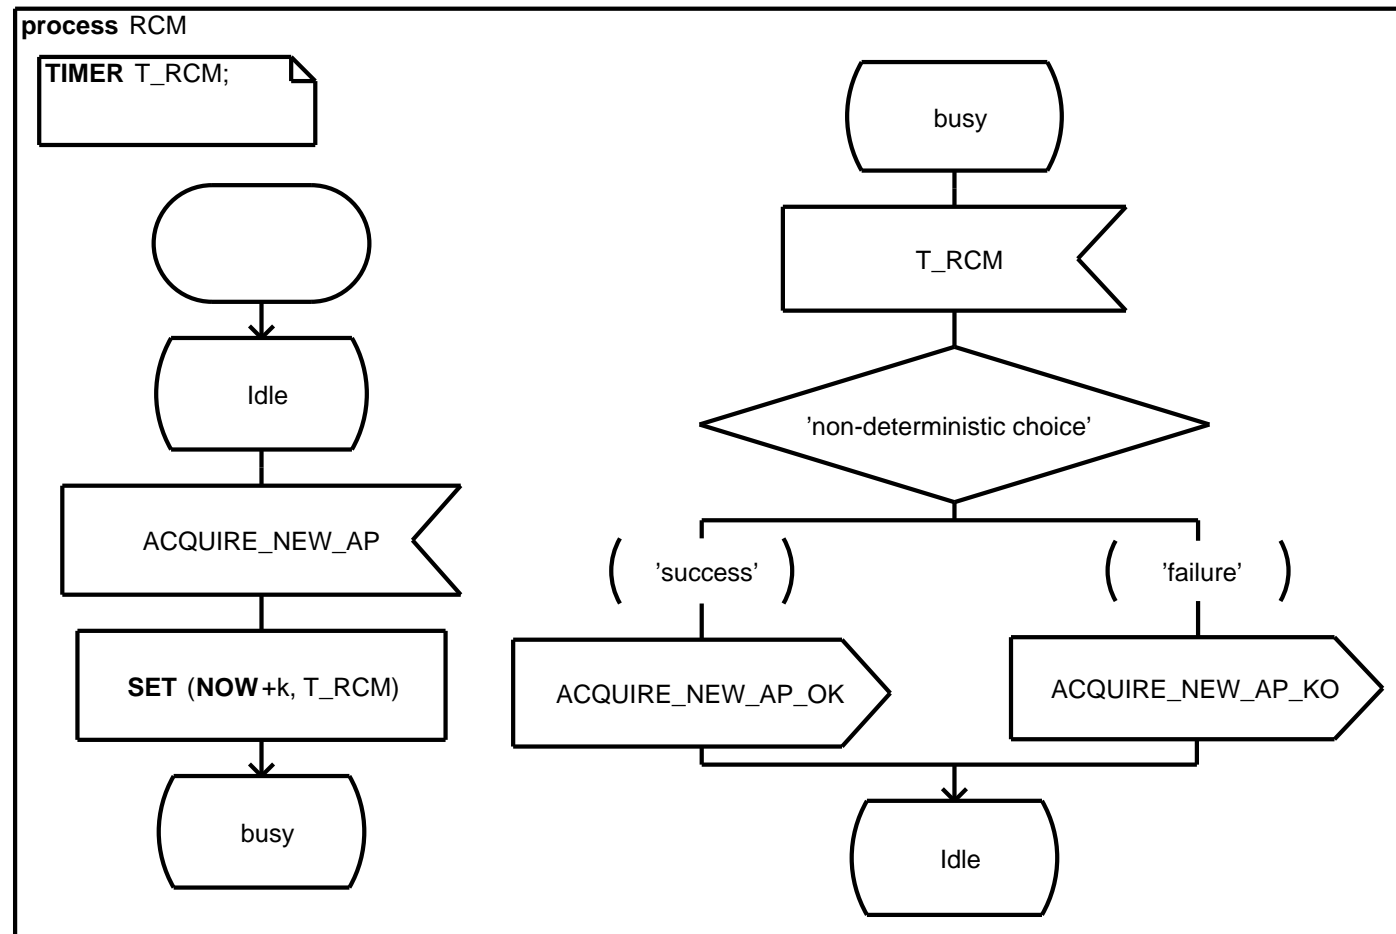 process RCM
TIMER T_RCM;
Idle
ACQUIRE_NEW_AP
SET (NOW+k, T_RCM)
busy
busy
T_RCM
’non-deterministic choice’
( ’success’ )
( ’failure’ )
ACQUIRE_NEW_AP_OK
ACQUIRE_NEW_AP_KO
Idle